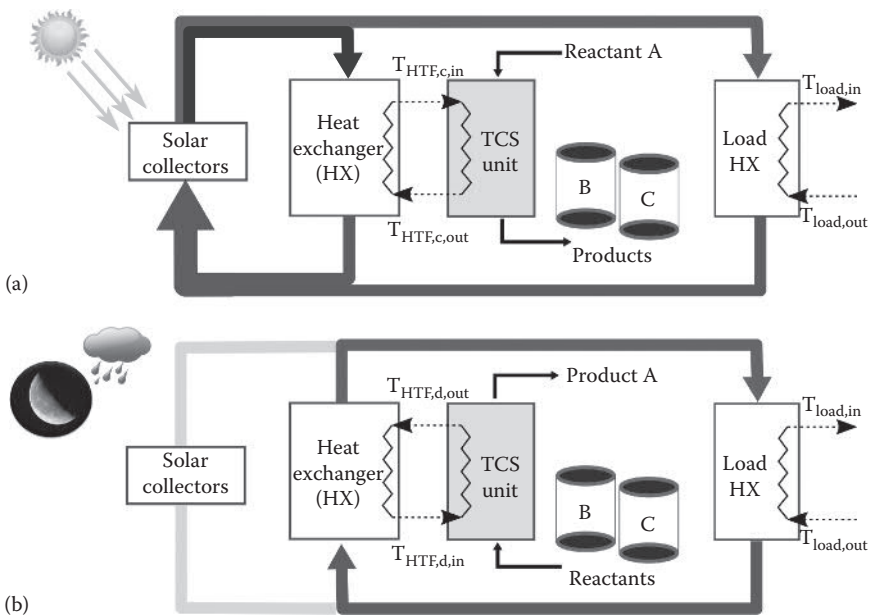 Reactant A
T_HTF,c,in
T_load,in
Solar
collectors
Heat
exchanger
(HX)
TCS
unit
B
C
Load
HX
T_HTF,c,out
T_load,out
Products
(a)
T_HTF,d,out
Product A
T_load,in
Solar
collectors
Heat
exchanger
(HX)
TCS
unit
B
C
Load
HX
T_HTF,d,in
T_load,out
Reactants
(b)